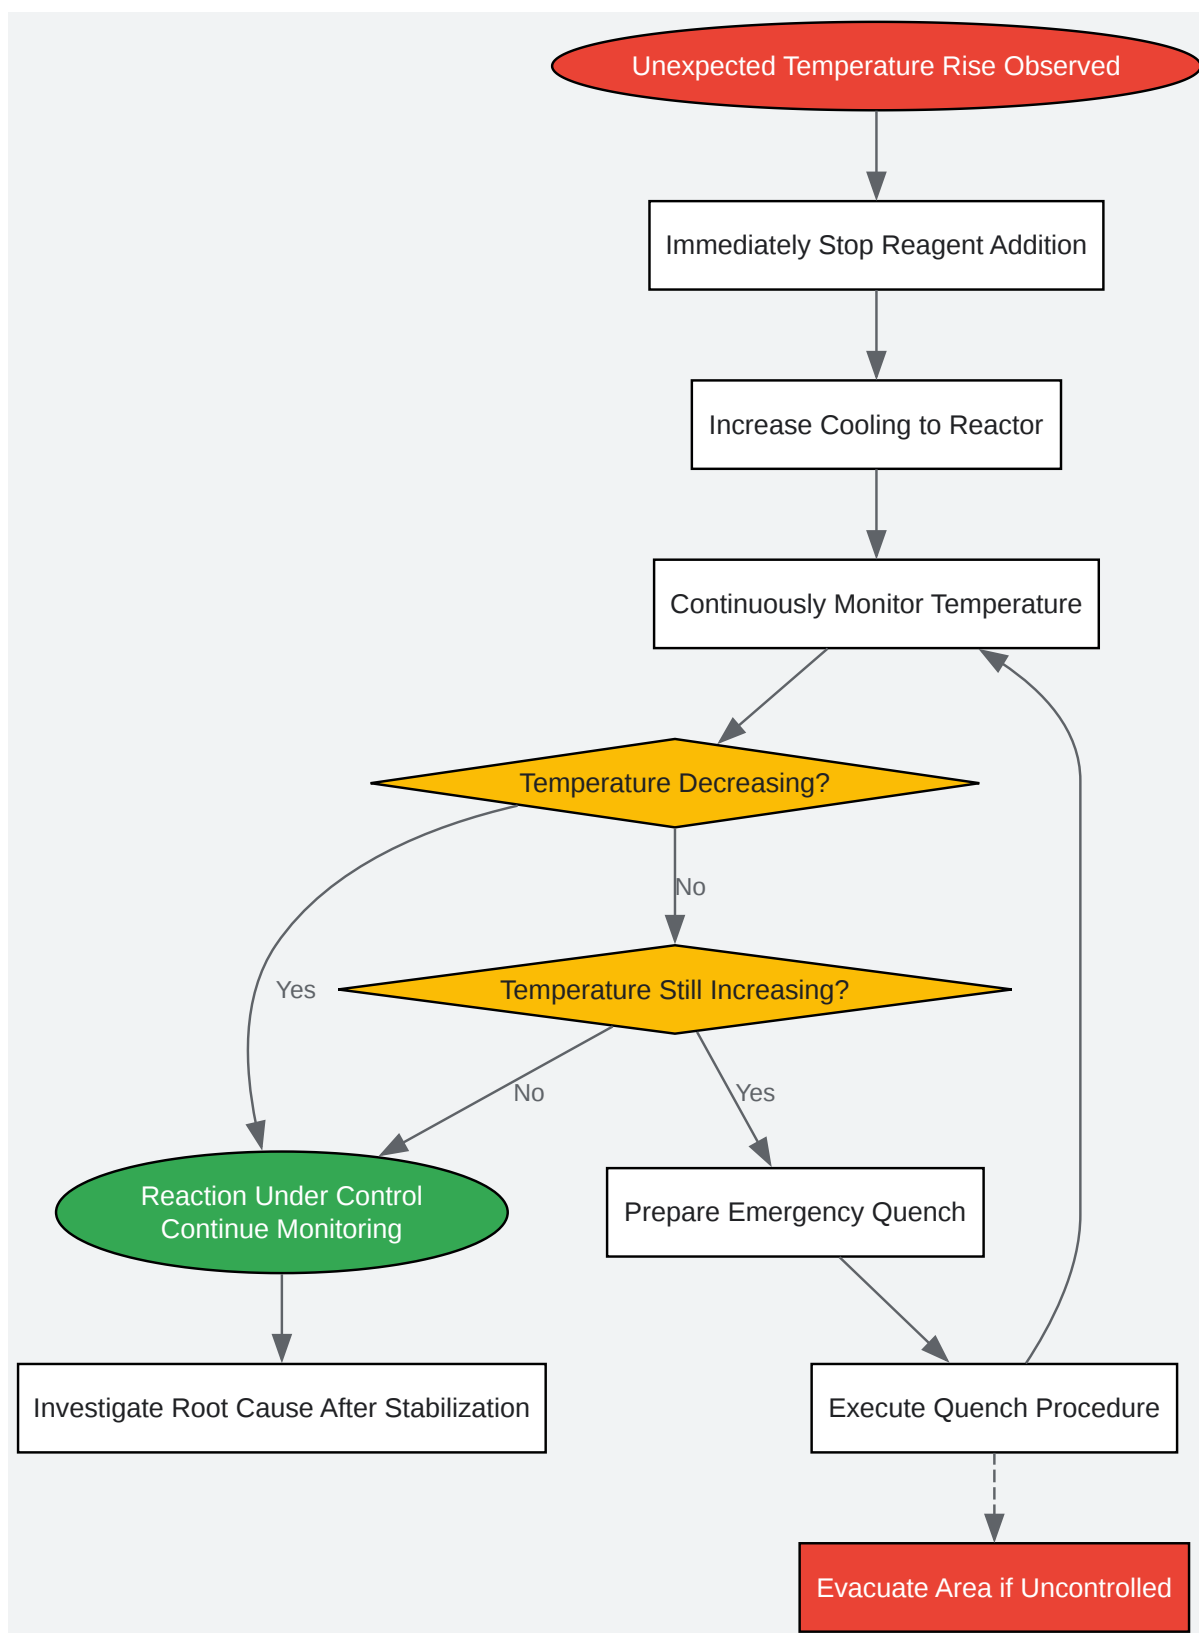 Unexpected Temperature Rise Observed
Immediately Stop Reagent Addition
Increase Cooling to Reactor
Continuously Monitor Temperature
Temperature Decreasing?
No
Yes
Temperature Still Increasing?
No
Yes
Reaction Under Control
Continue Monitoring
Prepare Emergency Quench
Investigate Root Cause After Stabilization
Execute Quench Procedure
Evacuate Area if Uncontrolled